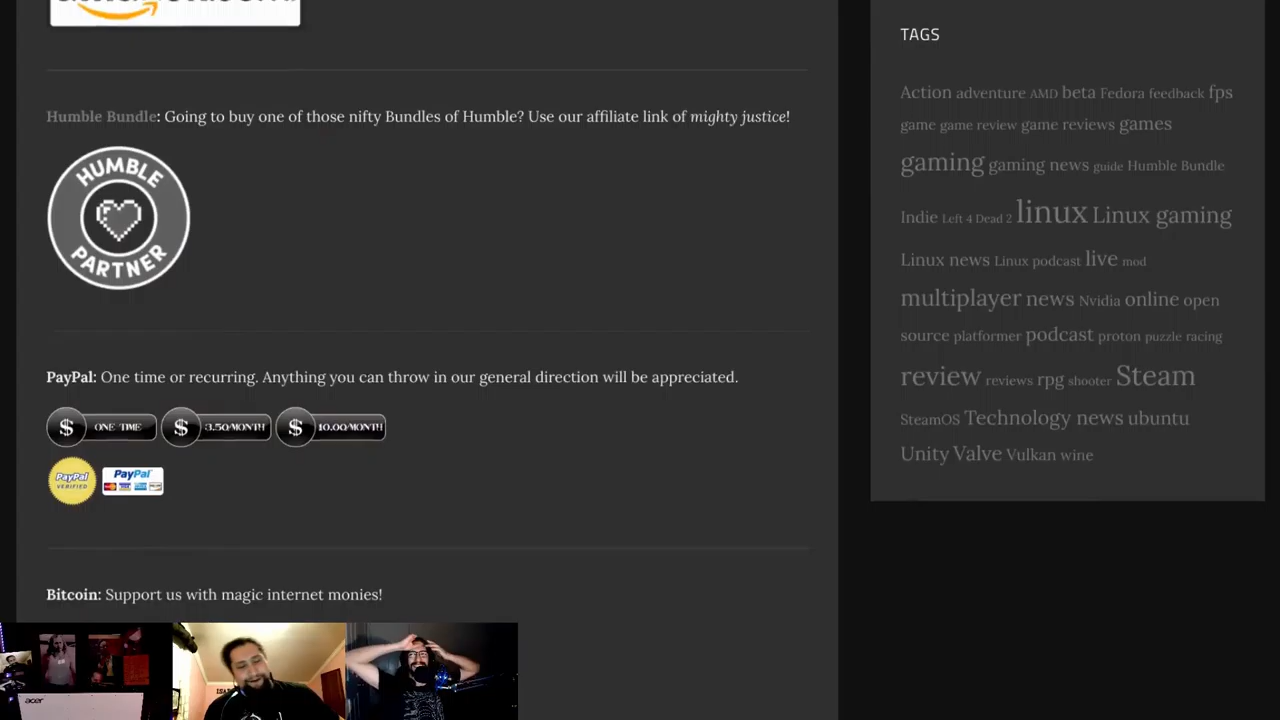 Humble Bundle: Going to buy one of those nifty Bundles of Humble? Use our affiliate link of mighty justice!
HUMBLE
PARTNER
PayPal: One time or recurring. Anything you can throw in our general direction will be appreciated.
$ ONE TIME $ 3.50/MONTH $ 10.00/MONTH
PayPal VERIFIED PayPal
Bitcoin: Support us with magic internet monies!
acer
TAGS
Action adventure AMD beta Fedora feedback fps
game game review game reviews games
gaming gaming news guide Humble Bundle
Indie Left 4 Dead 2 linux Linux gaming
Linux news Linux podcast live mod
multiplayer news Nvidia online open
source platformer podcast proton puzzle racing
review reviews rpg shooter Steam
SteamOS Technology news ubuntu
Unity Valve Vulkan wine